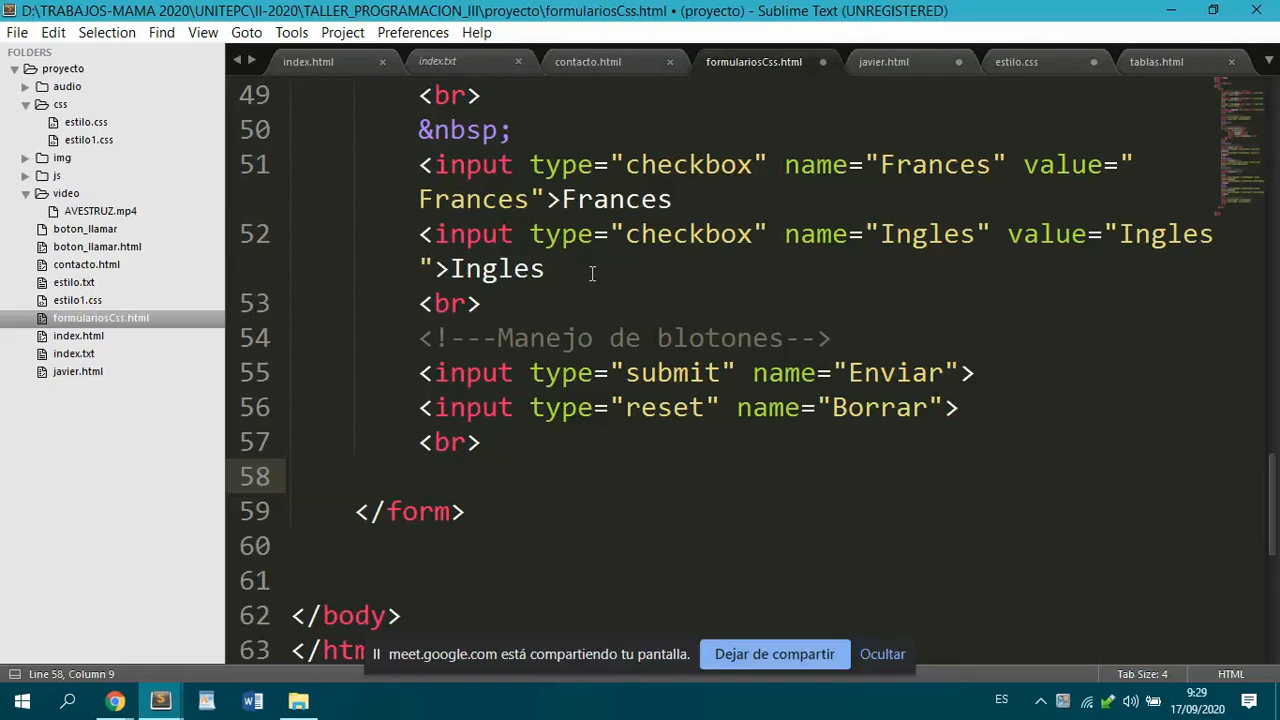 D:\TRABAJOS-MAMA 2020\UNITEPC\II-2020\TALLER_PROGRAMACION_III\proyecto\formulariosCss.html • (proyecto) - Sublime Text (UNREGISTERED)
File Edit Selection Find View Goto Tools Project Preferences Help
FOLDERS
proyecto
audio
css
estilo.css
estilo1.css
img
js
video
AVESTRUZ.mp4
boton_llamar
boton_llamar.html
contacto.html
estilo.txt
estilo1.css
formulariosCss.html
index.html
index.txt
javier.html
index.html index.txt contacto.html formulariosCss.html javier.html estilo.css tablas.html
49 <br>
50 &nbsp;
51 <input type="checkbox" name="Frances" value="
Frances">Frances
52 <input type="checkbox" name="Ingles" value="Ingles
">Ingles
53 <br>
54 <!---Manejo de blotones-->
55 <input type="submit" name="Enviar">
56 <input type="reset" name="Borrar">
57 <br>
58
59 </form>
60
61
62 </body>
63 </htm
meet.google.com está compartiendo tu pantalla. Dejar de compartir Ocultar
Line 58, Column 9 Tab Size: 4 HTML
ES 9:29
17/09/2020